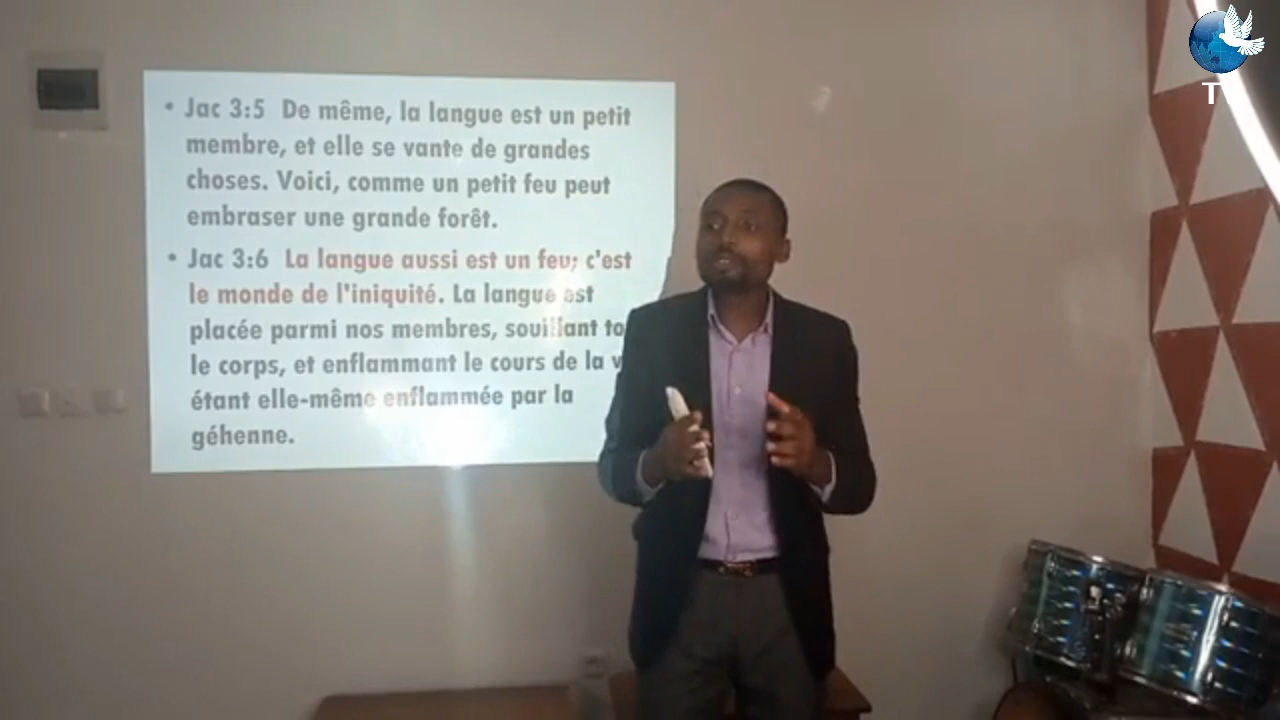 • Jac 3:5 De même, la langue est un petit
membre, et elle se vante de grandes
choses. Voici, comme un petit feu peut
embraser une grande forêt.
• Jac 3:6 La langue aussi est un feu; c'est
le monde de l'iniquité. La langue est
placée parmi nos membres, souillant to
le corps, et enflammant le cours de la v
étant elle-même enflammée par la
géhenne.
T